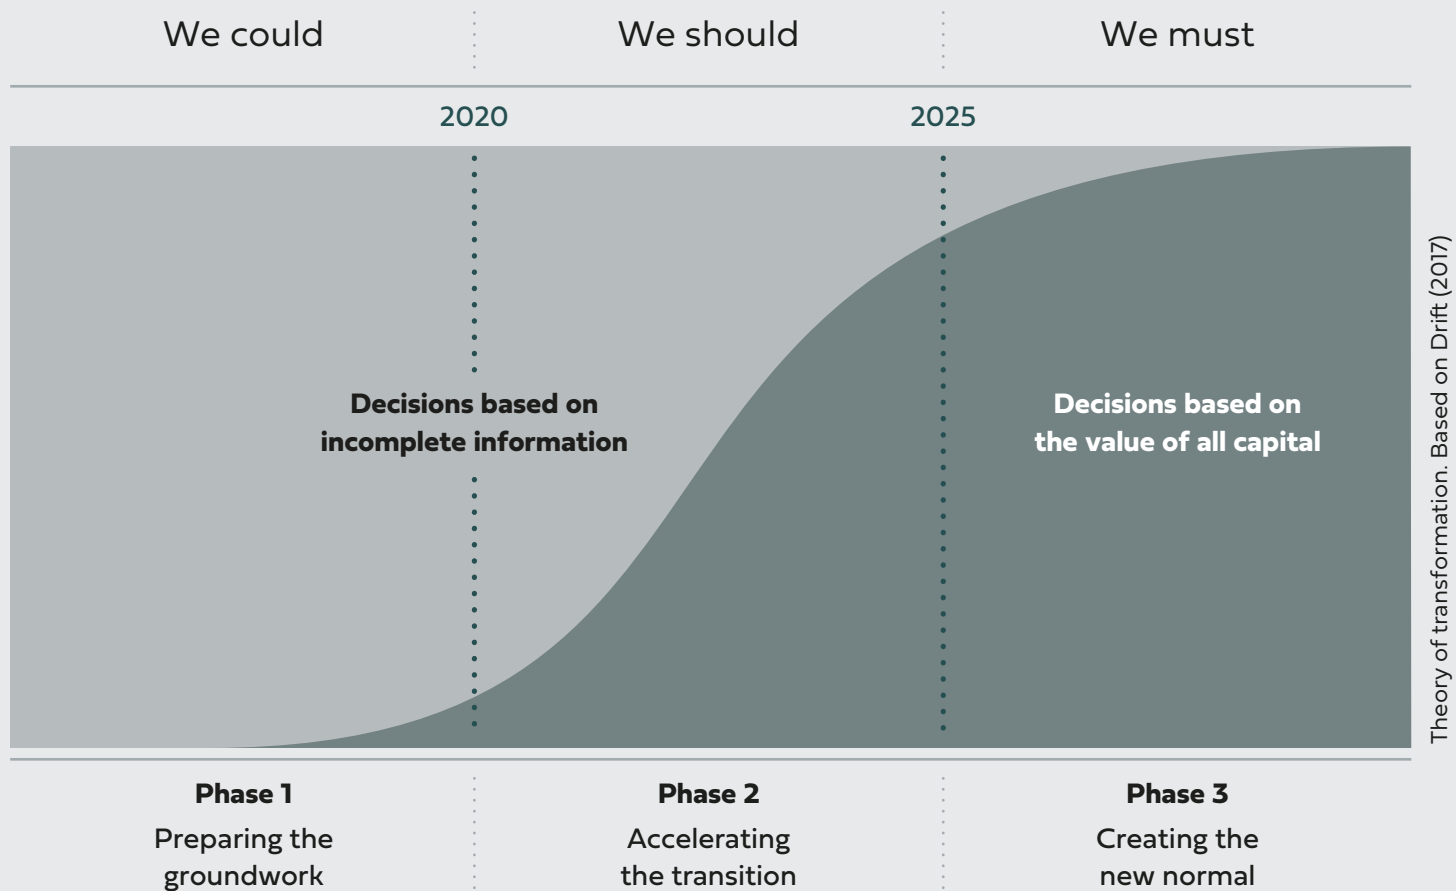 We could
We should
We must
2020
2025
Decisions based on
incomplete information
Decisions based on
the value of all capital
Theory of transformation. Based on Drift (2017)
Phase 1
Preparing the
groundwork
Phase 2
Accelerating
the transition
Phase 3
Creating the
new normal